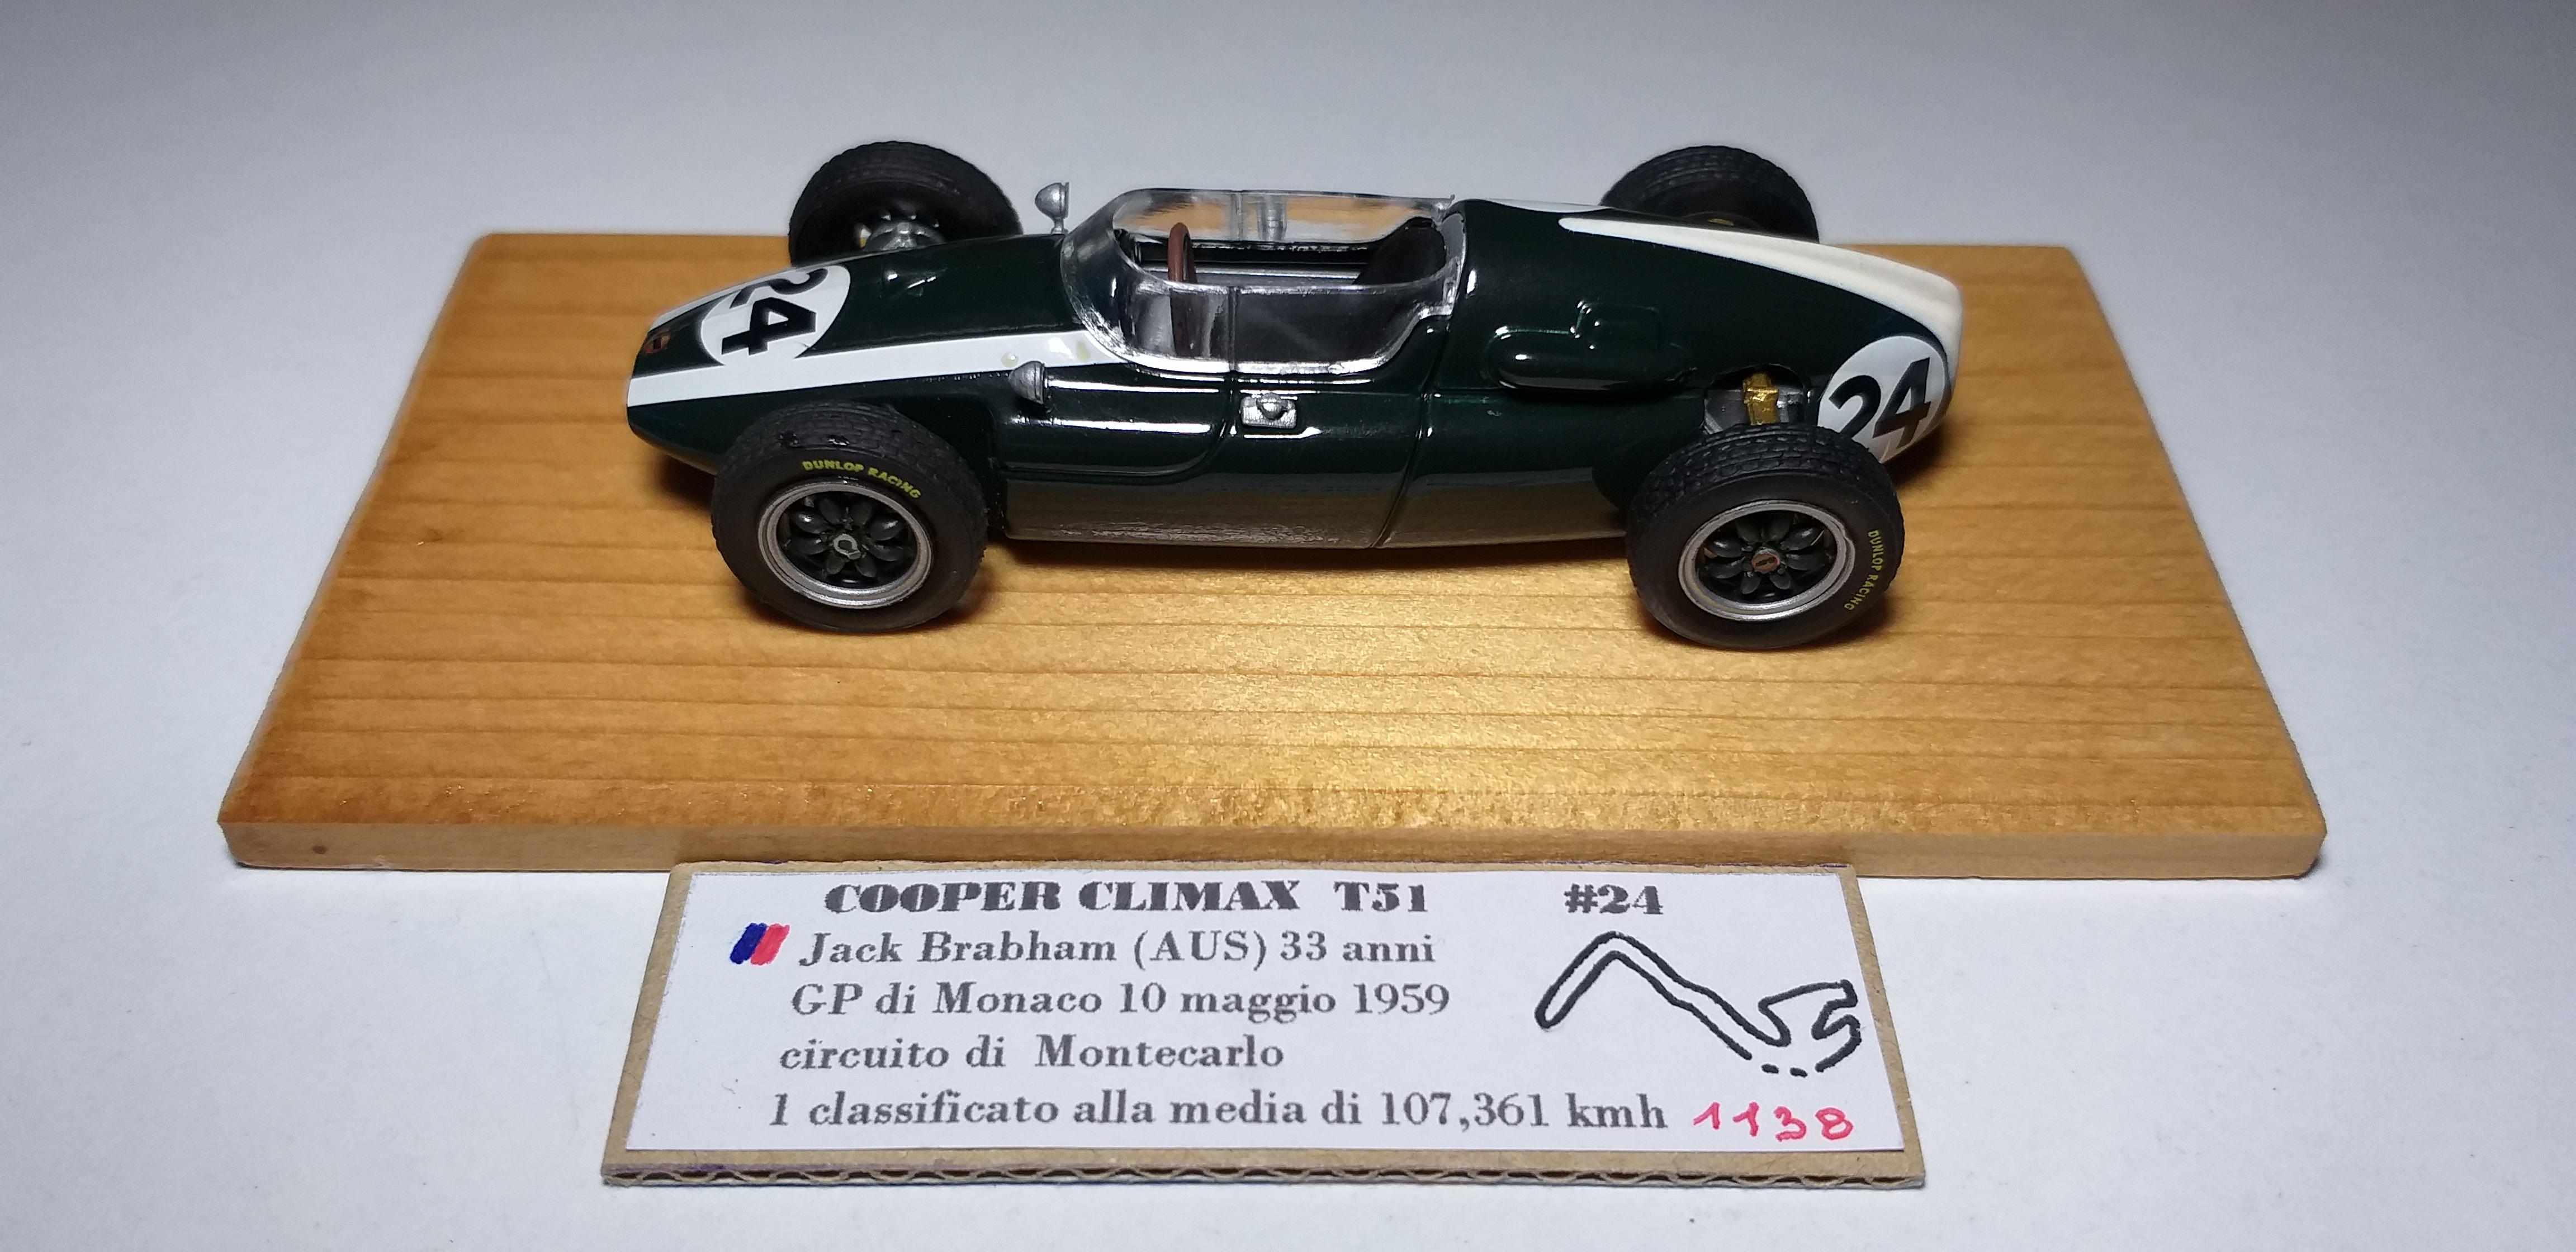 24
24
DUNLOP RACING
DUNLOP RACING
COOPER CLIMAX T51 #24
Jack Brabham (AUS) 33 anni
GP di Monaco 10 maggio 1959
circuito di Montecarlo
1 classificato alla media di 107,361 kmh 1138